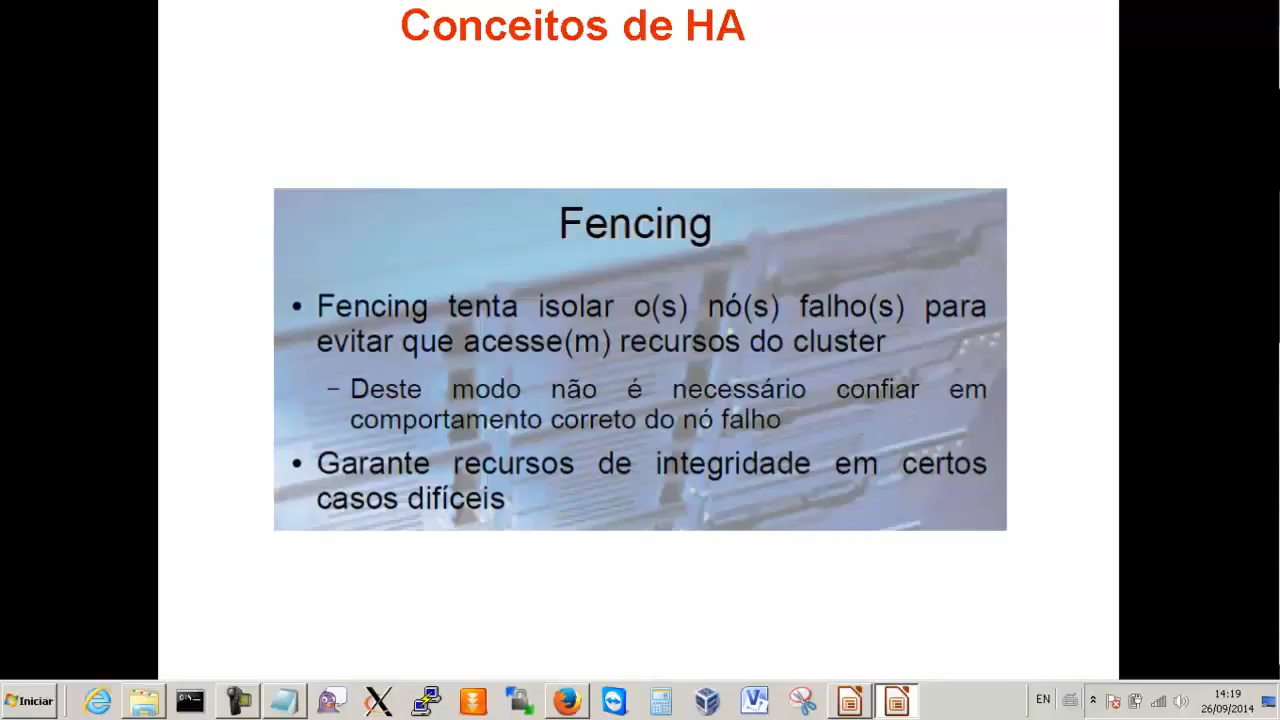 Conceitos de HA
Fencing
• Fencing tenta isolar o(s) nó(s) falho(s) para
evitar que acesse(m) recursos do cluster
– Deste modo não é necessário confiar em
comportamento correto do nó falho
• Garante recursos de integridade em certos
casos difíceis
Iniciar
EN
14:19
26/09/2014